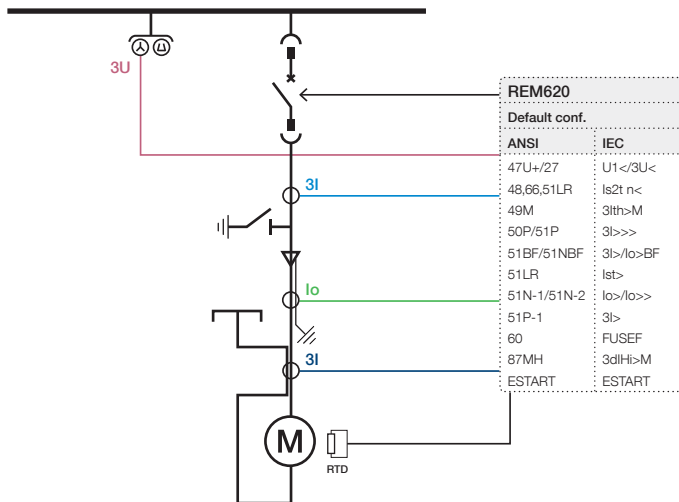 3U
REM620
Default conf.
ANSI IEC
47U+/27 U1</3U<
48,66,51LR Is2t n<
49M 3Ith>M
50P/51P 3I>>>
51BF/51NBF 3I>/Io>BF
51LR Ist>
51N-1/51N-2 Io>/Io>>
51P-1 3I>
60 FUSEF
87MH 3dIHi>M
ESTART ESTART
3I
Io
3I
M
RTD